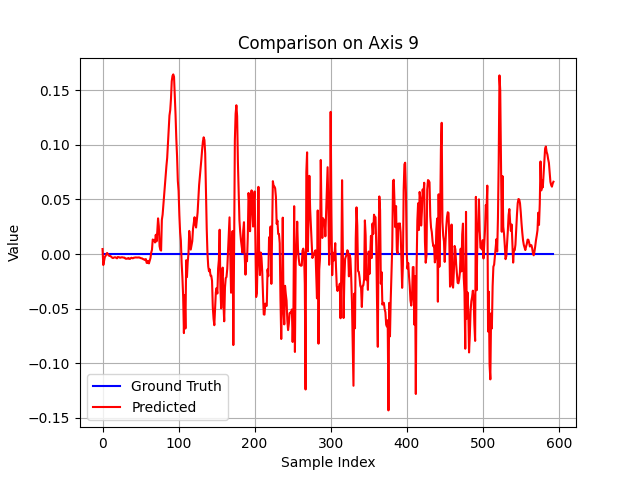 Comparison on Axis 9
Value
0.15
0.10
0.05
0.00
−0.05
−0.10
−0.15
Ground Truth
Predicted
0 100 200 300 400 500 600
Sample Index